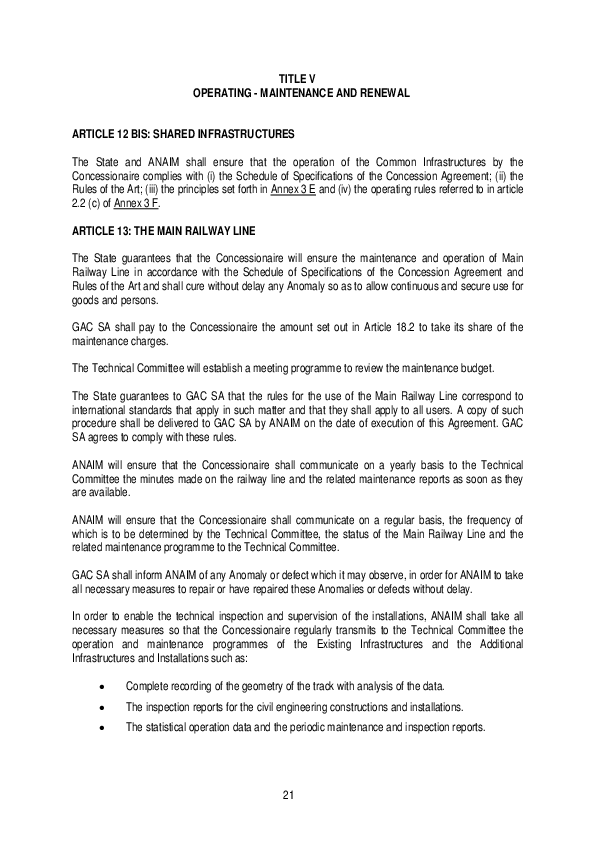 TITLE V
OPERATING - MAINTENANCE AND RENEWAL
ARTICLE 12 BIS: SHARED INFRASTRUCTURES
The State and ANAIM shall ensure that the operation of the Common Infrastructures by the
Concessionaire complies with (i) the Schedule of Specifications of the Concession Agreement; (ii) the
Rules of the Art; (iii) the principles set forth in Annex 3 E and (iv) the operating rules referred to in article
2.2 (c) of Annex 3 F.
ARTICLE 13: THE MAIN RAILWAY LINE
The State guarantees that the Concessionaire will ensure the maintenance and operation of Main
Railway Line in accordance with the Schedule of Specifications of the Concession Agreement and
Rules of the Art and shall cure without delay any Anomaly so as to allow continuous and secure use for
goods and persons.
GAC SA shall pay to the Concessionaire the amount set out in Article 18.2 to take its share of the
maintenance charges.
The Technical Committee will establish a meeting programme to review the maintenance budget.
The State guarantees to GAC SA that the rules for the use of the Main Railway Line correspond to
international standards that apply in such matter and that they shall apply to all users. A copy of such
procedure shall be delivered to GAC SA by ANAIM on the date of execution of this Agreement. GAC
SA agrees to comply with these rules.
ANAIM will ensure that the Concessionaire shall communicate on a yearly basis to the Technical
Committee the minutes made on the railway line and the related maintenance reports as soon as they
are available.
ANAIM will ensure that the Concessionaire shall communicate on a regular basis, the frequency of
which is to be determined by the Technical Committee, the status of the Main Railway Line and the
related maintenance programme to the Technical Committee.
GAC SA shall inform ANAIM of any Anomaly or defect which it may observe, in order for ANAIM to take
all necessary measures to repair or have repaired these Anomalies or defects without delay.
In order to enable the technical inspection and supervision of the installations, ANAIM shall take all
necessary measures so that the Concessionaire regularly transmits to the Technical Committee the
operation and maintenance programmes of the Existing Infrastructures and the Additional
Infrastructures and Installations such as:
• Complete recording of the geometry of the track with analysis of the data.
• The inspection reports for the civil engineering constructions and installations.
• The statistical operation data and the periodic maintenance and inspection reports.
21